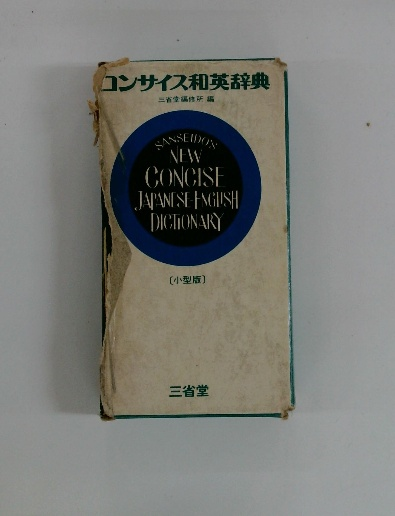 コンサイス和英辞典
三省堂編修所 編
SANSEIDO'S
NEW
CONCISE
JAPANESE-ENGLISH
DICTIONARY
〔小型版〕
三省堂